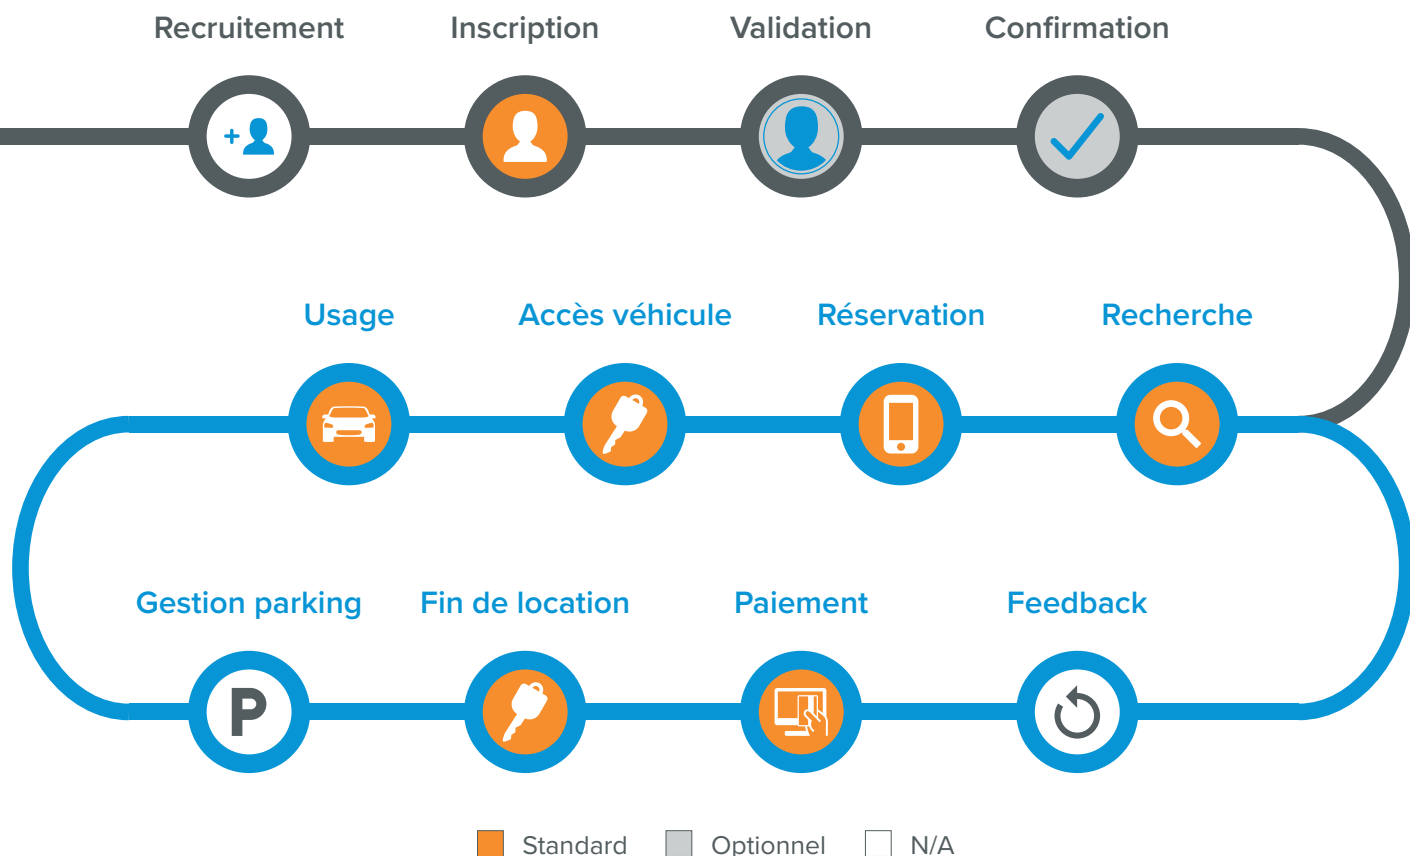 Recruitement
Inscription
Validation
Confirmation
Usage
Accès véhicule
Réservation
Recherche
Gestion parking
Fin de location
Paiement
Feedback
P
Standard
Optionnel
N/A